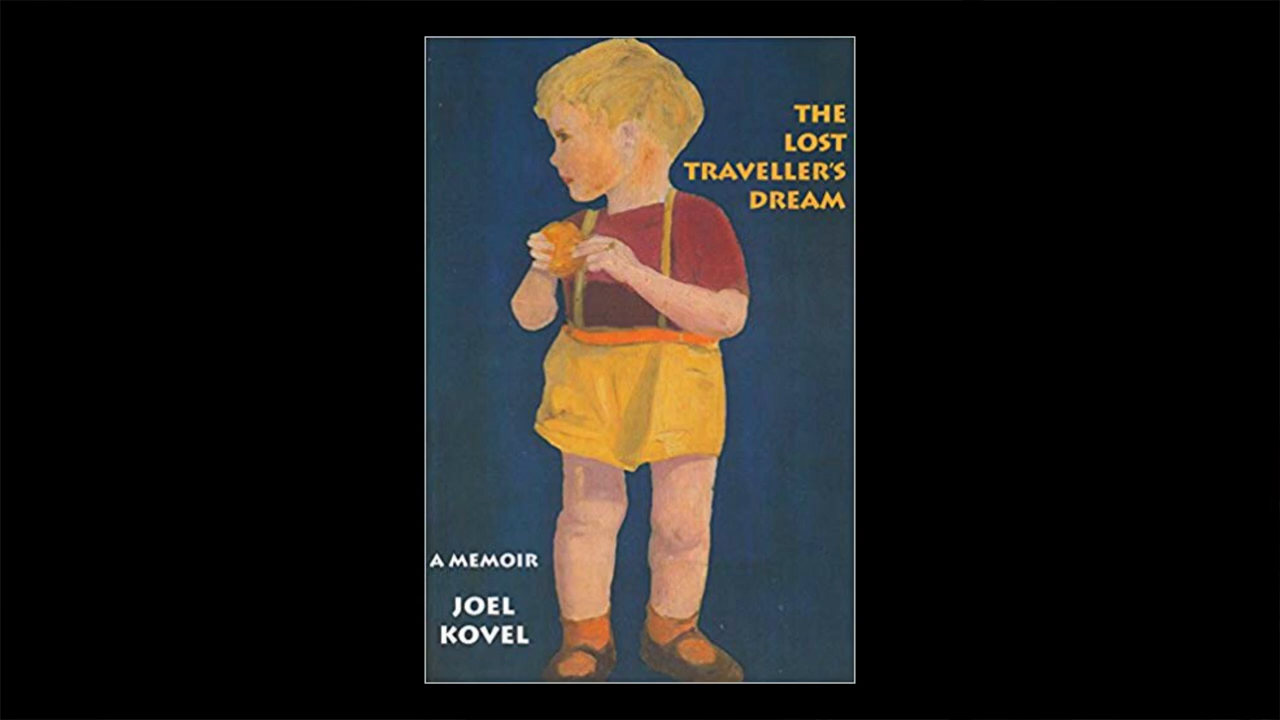 THE
LOST
TRAVELLER'S
DREAM
A MEMOIR
JOEL
KOVEL